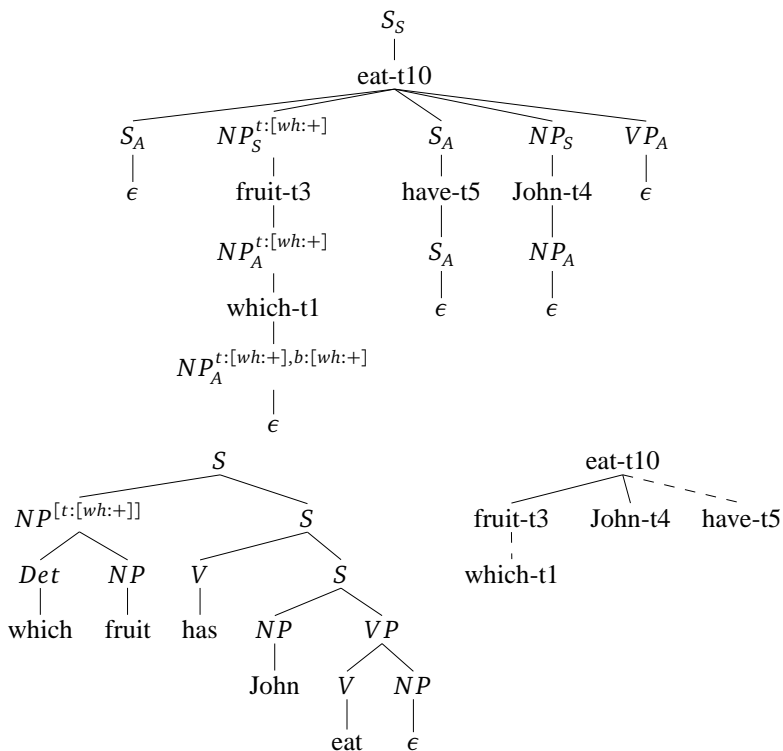 S_S
eat-t10
S_A NP_S^{t:[wh:+]} S_A NP_S VP_A
ϵ fruit-t3 have-t5 John-t4 ϵ
NP_A^{t:[wh:+]} S_A NP_A
which-t1 ϵ ϵ
NP_A^{t:[wh:+],b:[wh:+]}
ϵ
S
NP^{[t:[wh:+]]} S
Det NP V S
which fruit has NP VP
John V NP
eat ϵ
eat-t10
fruit-t3 John-t4 have-t5
which-t1